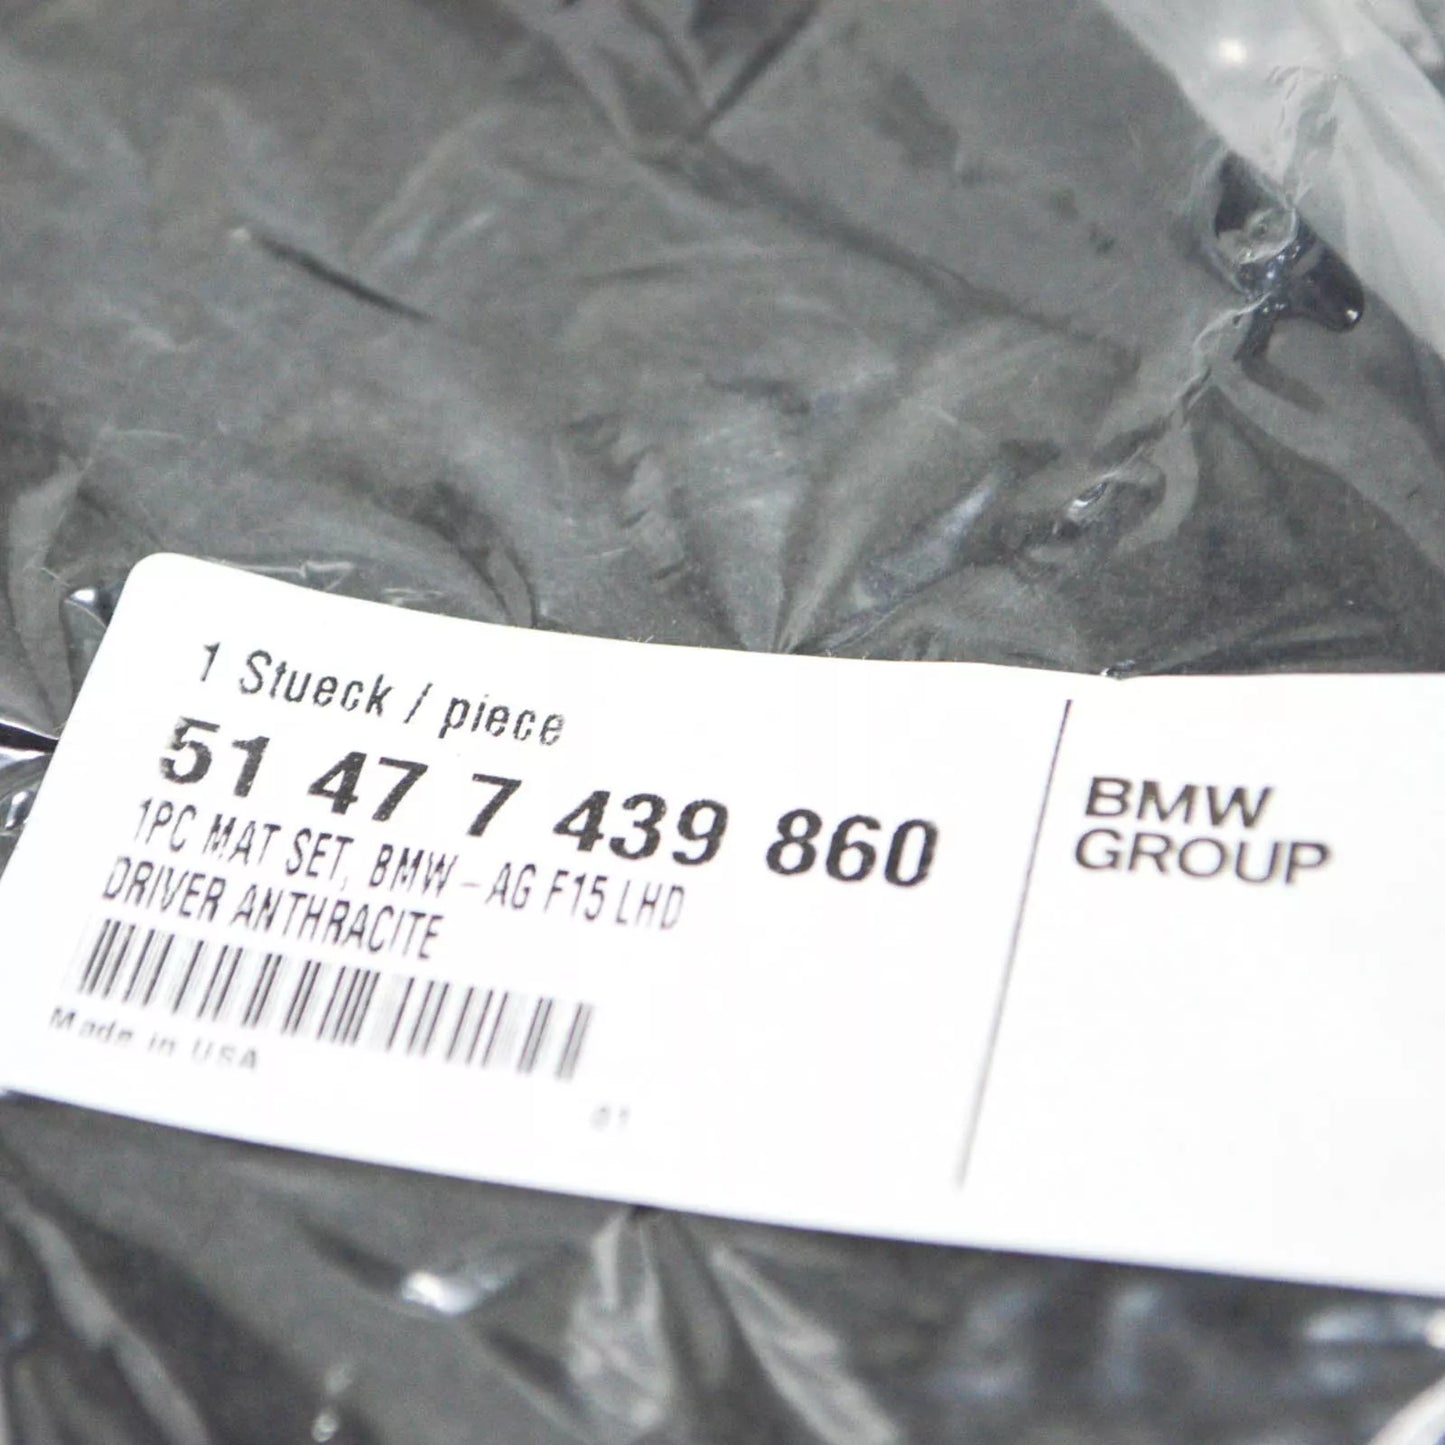 1 Stueck / piece
51 47 7 439 860
1PC MAT SET, BMW-AG F15 LHD
DRIVER ANTHRACITE
Made in USA
01
BMW
GROUP